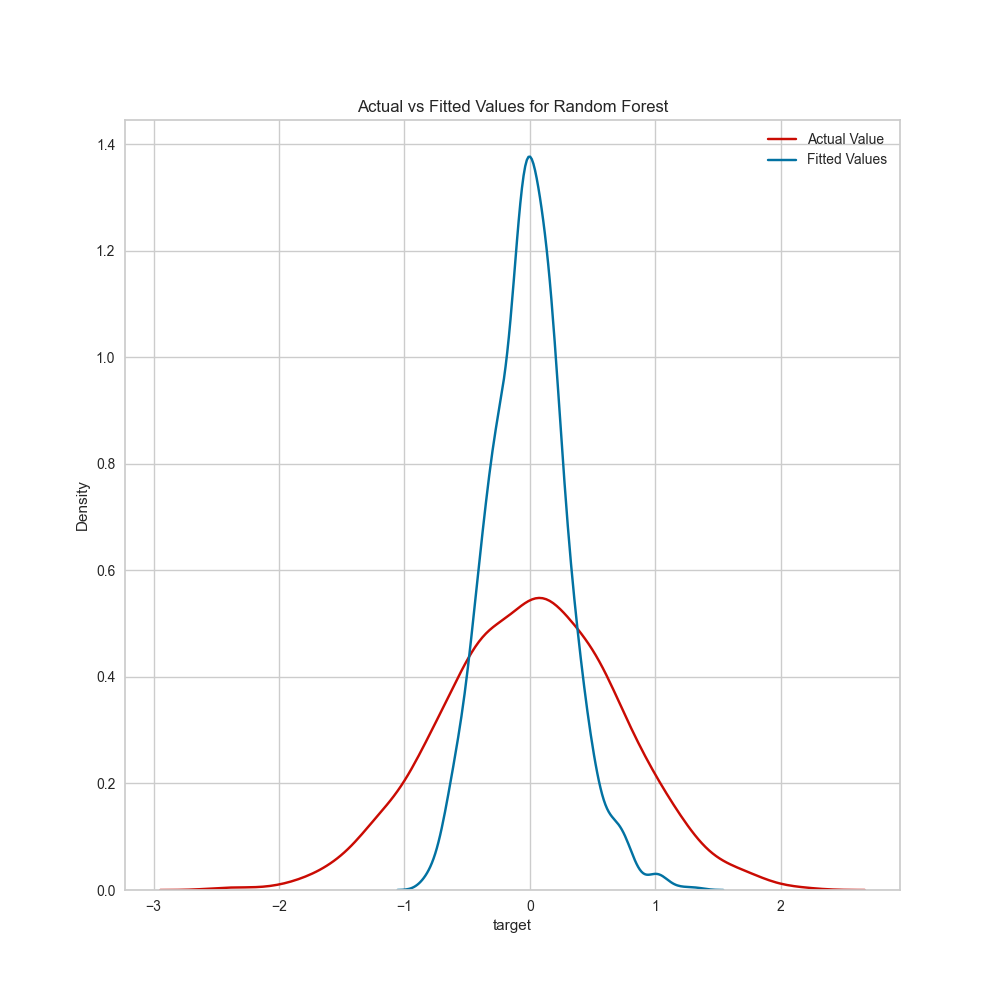 Actual vs Fitted Values for Random Forest
Actual Value
Fitted Values
1.4
1.2
1.0
0.8
0.6
0.4
0.2
0.0
Density
−3
−2
−1
0
1
2
target